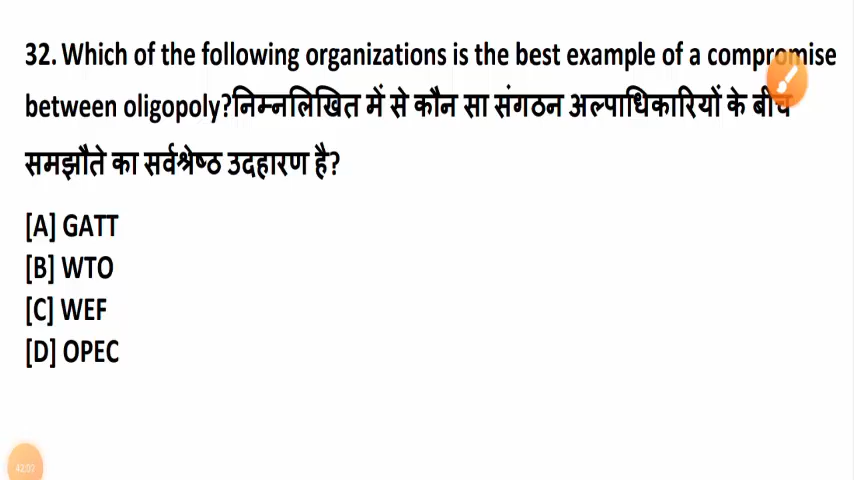 32. Which of the following organizations is the best example of a compromise
between oligopoly?निम्नलिखित में से कौन सा संगठन अल्पाधिकारियों के बीच
समझौते का सर्वश्रेष्ठ उदहारण है?
[A] GATT
[B] WTO
[C] WEF
[D] OPEC